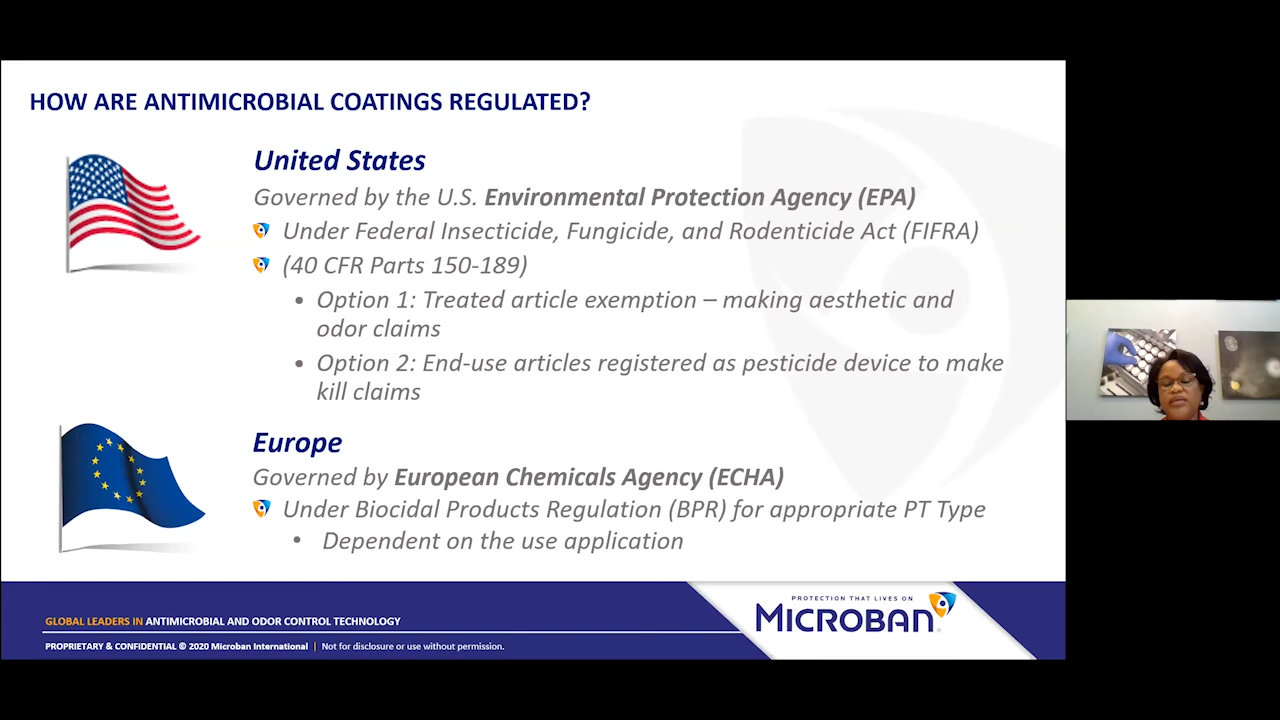 HOW ARE ANTIMICROBIAL COATINGS REGULATED?
United States
Governed by the U.S. Environmental Protection Agency (EPA)
Under Federal Insecticide, Fungicide, and Rodenticide Act (FIFRA)
(40 CFR Parts 150-189)
• Option 1: Treated article exemption – making aesthetic and
odor claims
• Option 2: End-use articles registered as pesticide device to make
kill claims
Europe
Governed by European Chemicals Agency (ECHA)
Under Biocidal Products Regulation (BPR) for appropriate PT Type
• Dependent on the use application
GLOBAL LEADERS IN ANTIMICROBIAL AND ODOR CONTROL TECHNOLOGY
PROPRIETARY & CONFIDENTIAL © 2020 Microban International | Not for disclosure or use without permission.
PROTECTION THAT LIVES ON
MICROBAN®